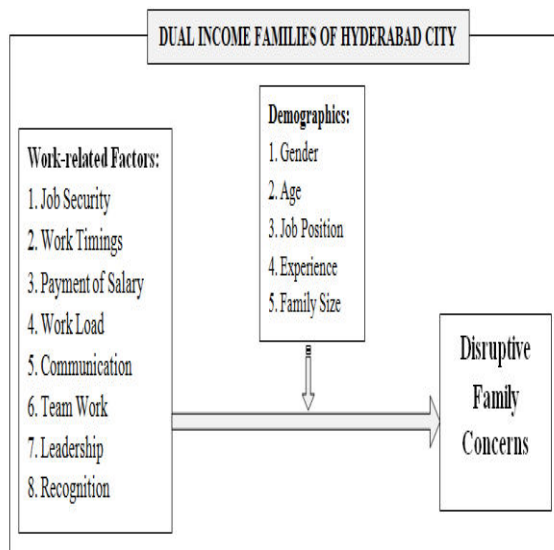 DUAL INCOME FAMILIES OF HYDERABAD CITY
Demographics:
1. Gender
2. Age
3. Job Position
4. Experience
5. Family Size
Work-related Factors:
1. Job Security
2. Work Timings
3. Payment of Salary
4. Work Load
5. Communication
6. Team Work
7. Leadership
8. Recognition
Disruptive
Family
Concerns